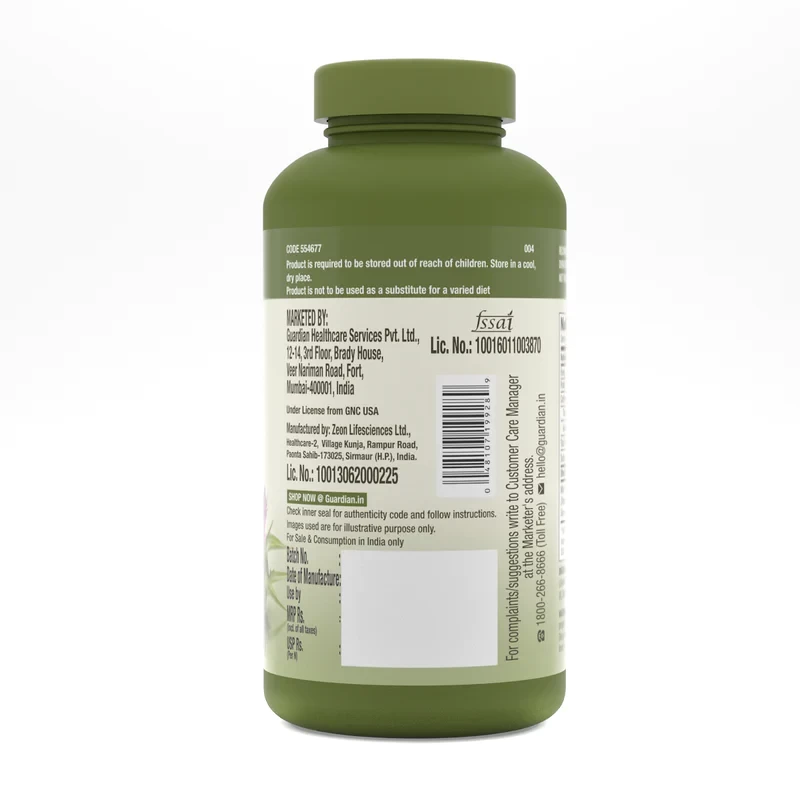 CODE 554677 004
Product is required to be stored out of reach of children. Store in a cool,
dry place.
Product is not to be used as a substitute for a varied diet
MARKETED BY:
Guardian Healthcare Services Pvt. Ltd.,
12-14, 3rd Floor, Brady House,
Veer Nariman Road, Fort,
Mumbai-400001, India
Under License from GNC USA
Manufactured by: Zeon Lifesciences Ltd.,
Healthcare-2, Village Kunja, Rampur Road,
Paonta Sahib-173025, Sirmaur (H.P.), India.
Lic. No.: 10013062000225
SHOP NOW @ Guardian.in
Check inner seal for authenticity code and follow instructions.
Images used are for illustrative purpose only.
For Sale & Consumption in India only
Batch No. :
Date of Manufacture:
Use by :
MRP Rs. :
(incl. of all taxes)
USP Rs. :
(Per N)
fssai
Lic. No.: 10016011003870
0 48107 19928 9
For complaints/suggestions write to Customer Care Manager
at the Marketer's address.
1800-266-8666 (Toll Free) hello@guardian.in